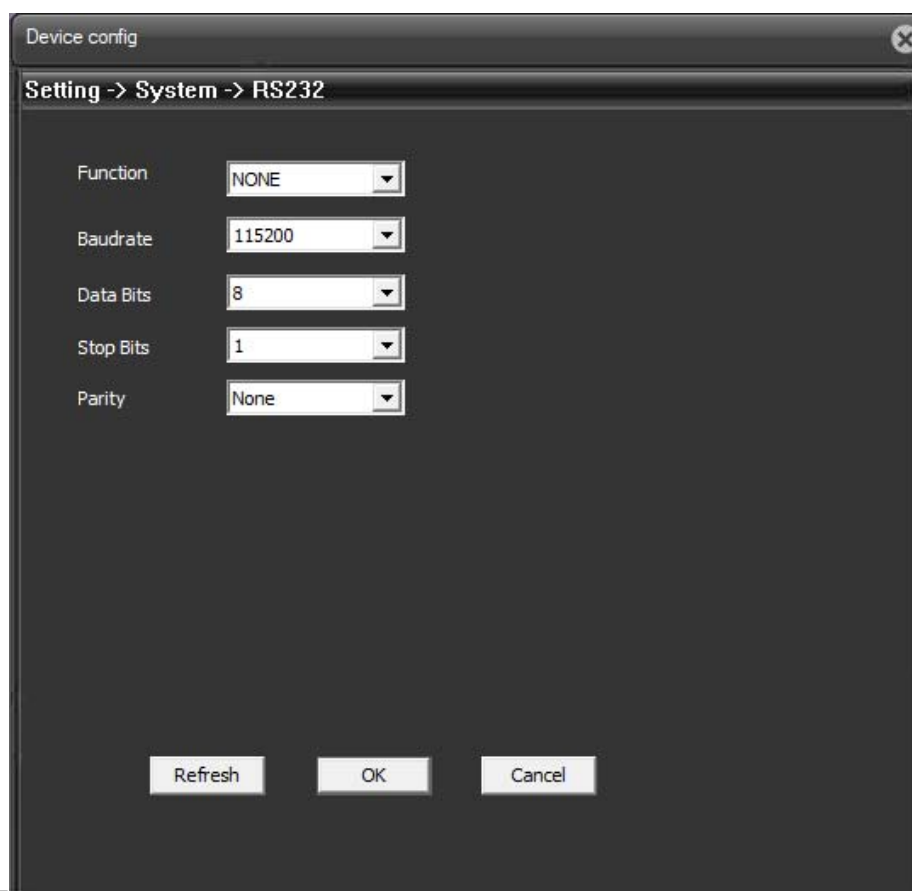 Device config
Setting -> System -> RS232
Function NONE
Baudrate 115200
Data Bits 8
Stop Bits 1
Parity None
Refresh OK Cancel